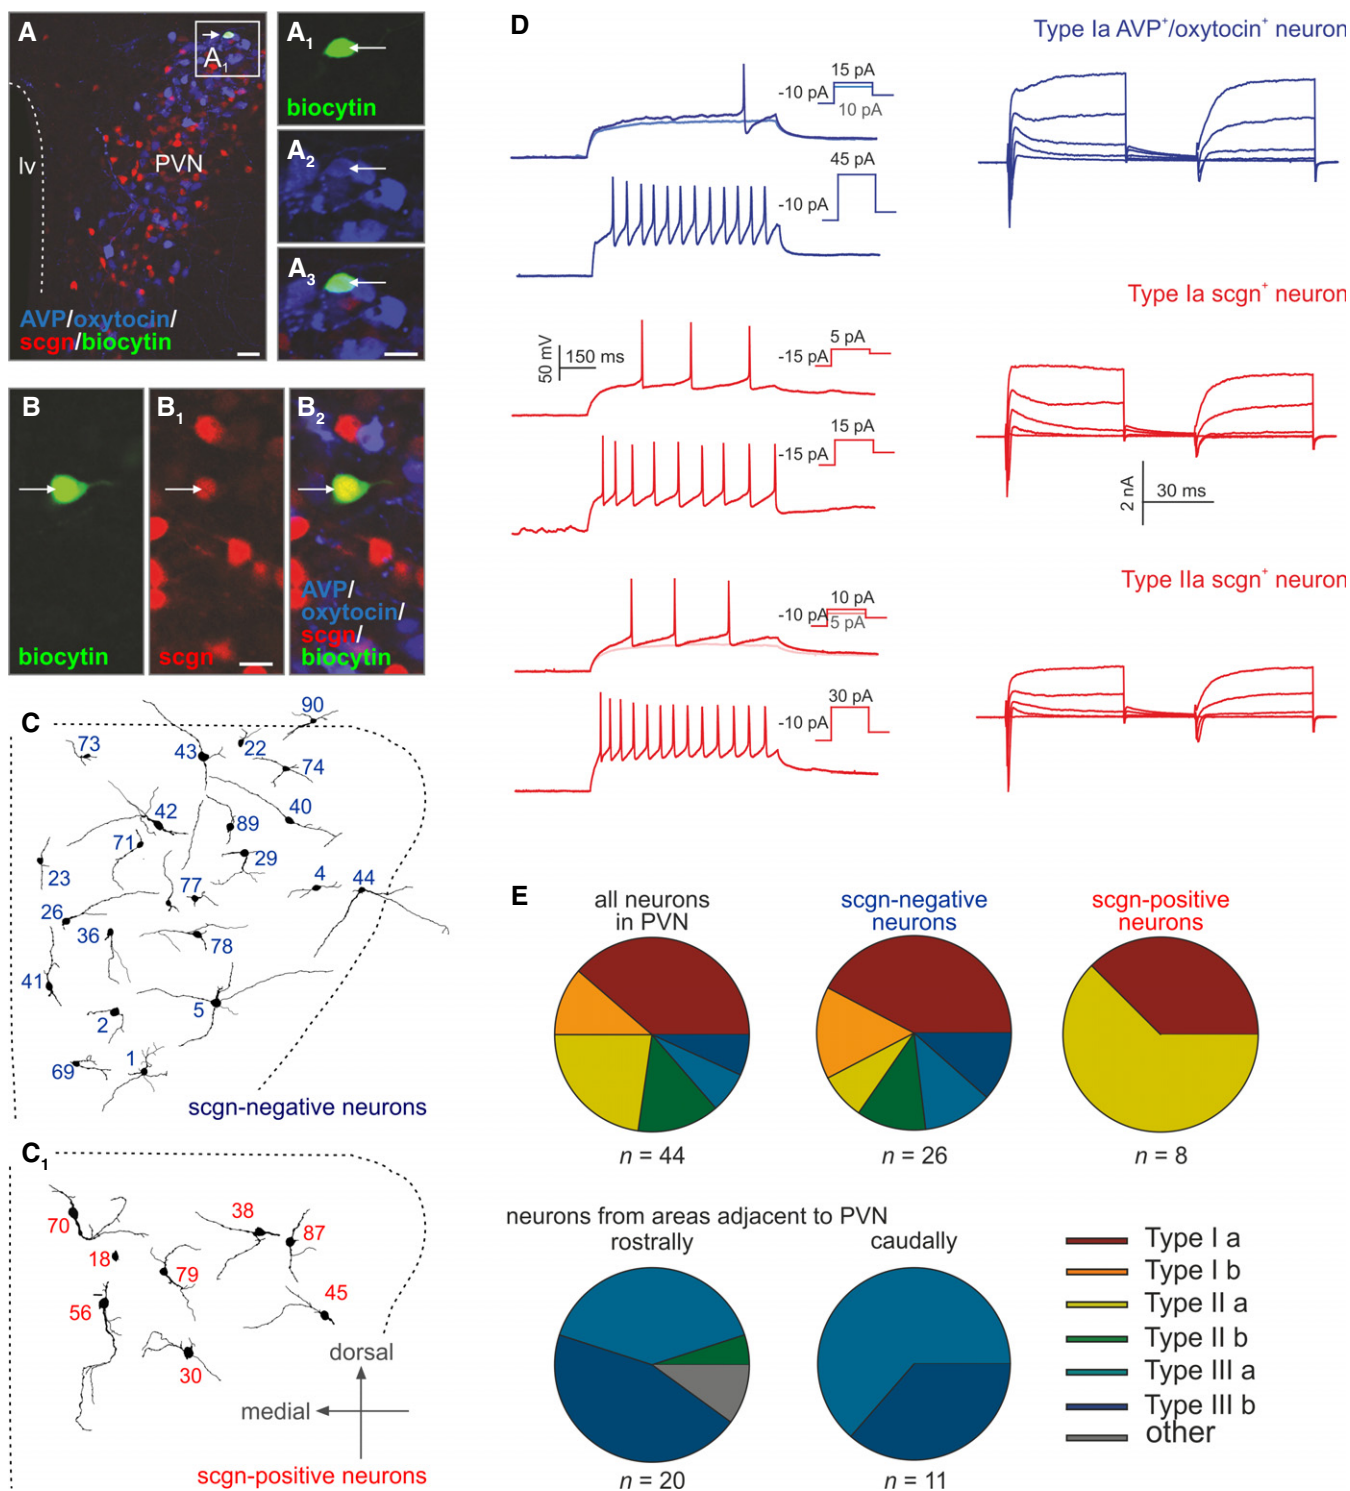 A
A1
PVN
lv
AVP/oxytocin/
scgn/biocytin
A1
biocytin
A2
A3
B
biocytin
B1
scgn
B2
AVP/
oxytocin/
scgn/
biocytin
C
90
73
43
22
74
42
40
89
71
29
23
77
4
44
26
36
78
41
5
2
1
69
scgn-negative neurons
C1
70
38
87
18
79
56
45
30
dorsal
medial
scgn-positive neurons
D
Type Ia AVP+/oxytocin+ neuron
15 pA
-10 pA
10 pA
45 pA
-10 pA
Type Ia scgn+ neuron
50 mV
150 ms
5 pA
-15 pA
15 pA
-15 pA
2 nA
30 ms
Type IIa scgn+ neuron
10 pA
-10 pA
5 pA
30 pA
-10 pA
E
all neurons
in PVN
n = 44
scgn-negative
neurons
n = 26
scgn-positive
neurons
n = 8
neurons from areas adjacent to PVN
rostrally
n = 20
caudally
n = 11
Type I a
Type I b
Type II a
Type II b
Type III a
Type III b
other